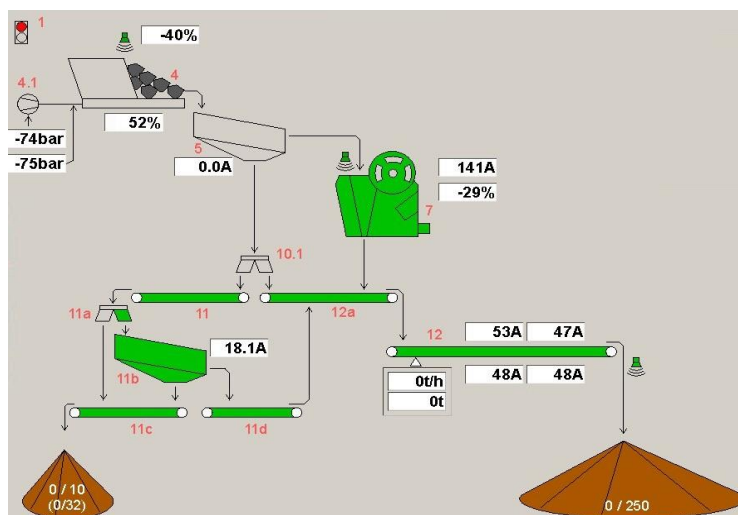 1
-40%
4
4.1
52%
-74bar
-75bar
5
0.0A
141A
-29%
7
10.1
11
12a
11a
12
53A
47A
18.1A
11b
48A
48A
0t/h
0t
11c
11d
0 / 10
(0/32)
0 / 250